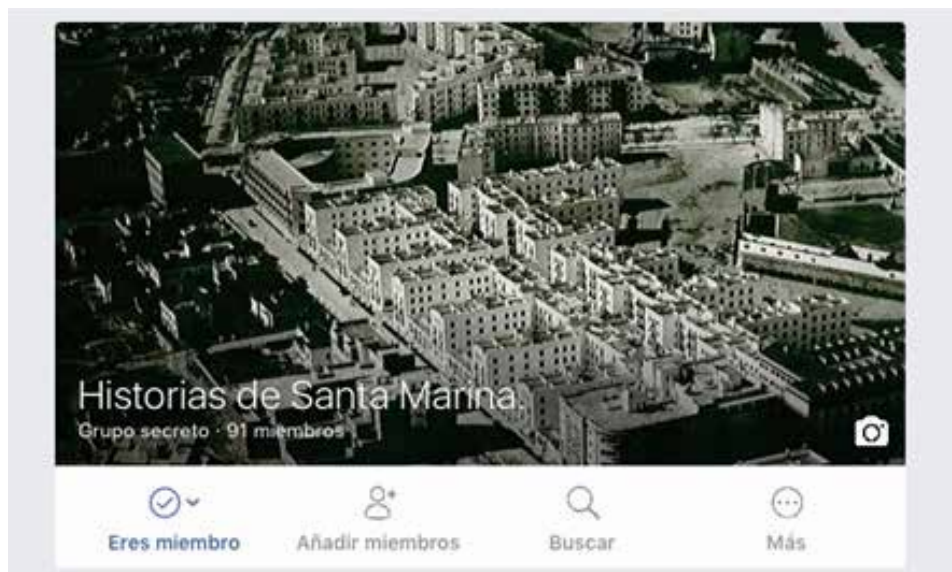 Historias de Santa Marina.
Grupo secreto · 91 miembros
Eres miembro
Añadir miembros
Buscar
Más